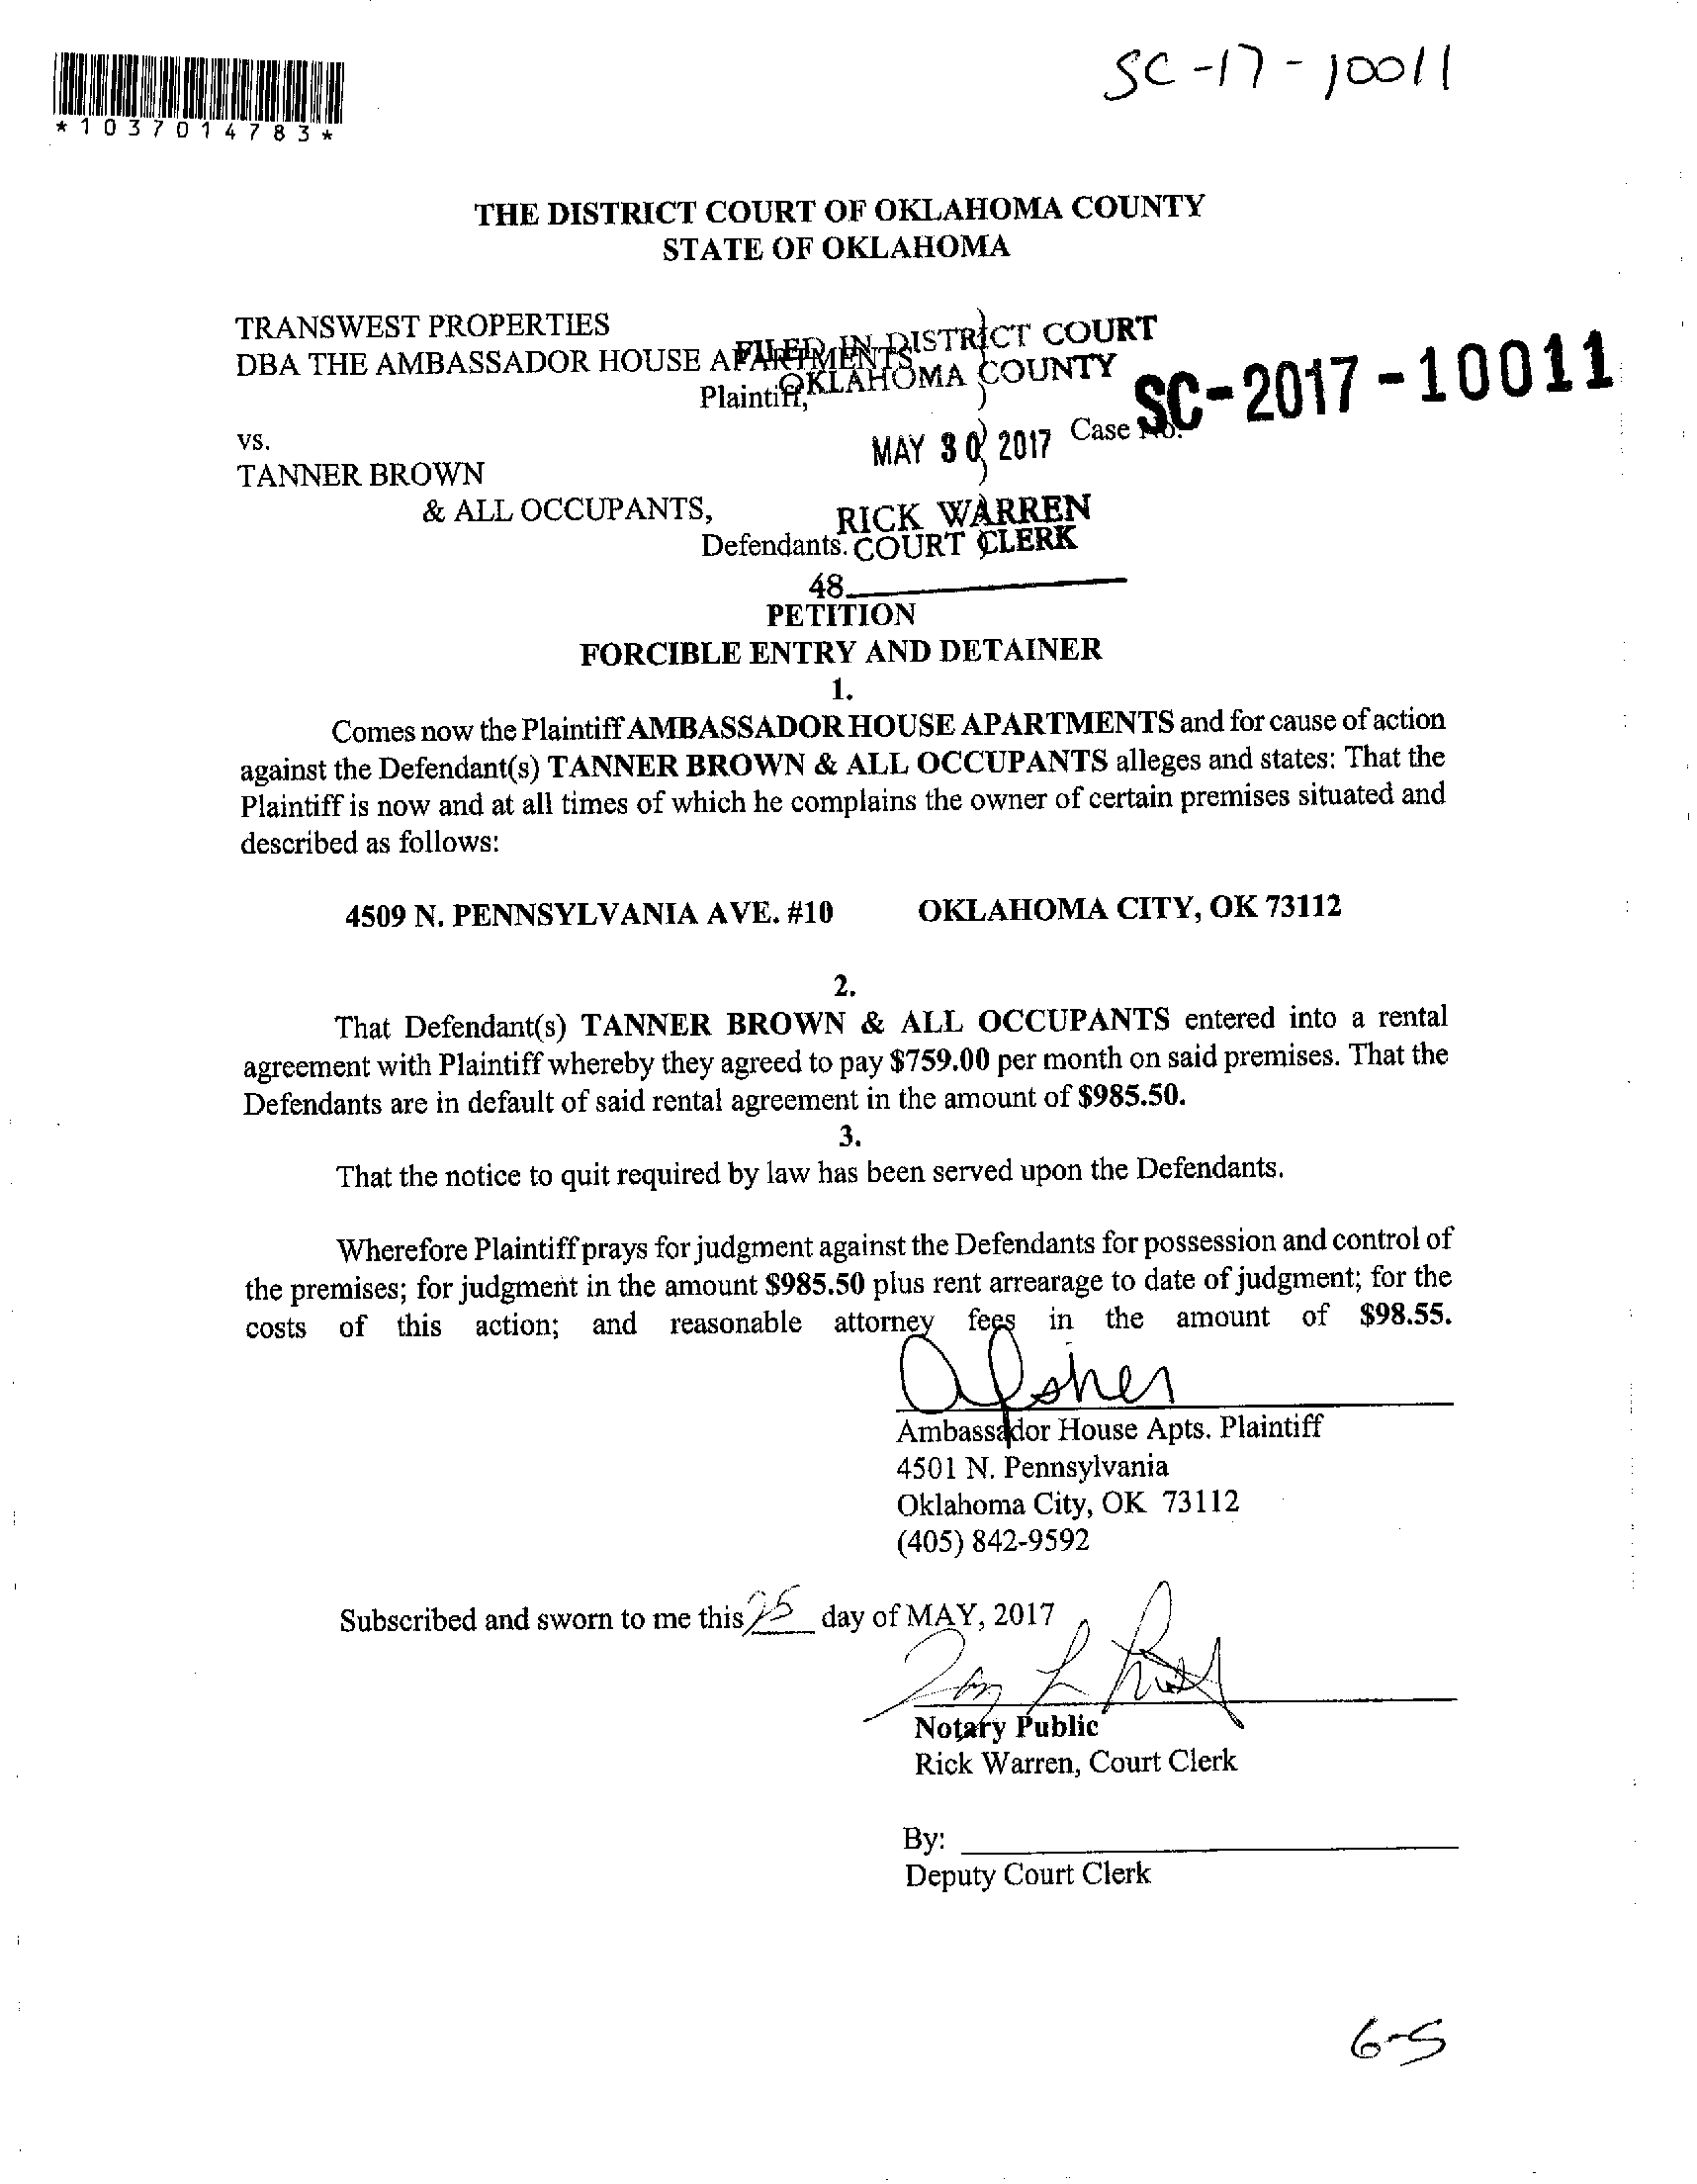 SC-17-10011
*1037014783*
THE DISTRICT COURT OF OKLAHOMA COUNTY
STATE OF OKLAHOMA
TRANSWEST PROPERTIES
DBA THE AMBASSADOR HOUSE APARTMENTS
Plaintiff,
FILED IN DISTRICT COURT
OKLAHOMA COUNTY
MAY 30 2017
Case No.
SC-2017-10011
vs.
TANNER BROWN
& ALL OCCUPANTS,
Defendants.
RICK WARREN
COURT CLERK
48
PETITION
FORCIBLE ENTRY AND DETAINER
1.
Comes now the Plaintiff AMBASSADOR HOUSE APARTMENTS and for cause of action
against the Defendant(s) TANNER BROWN & ALL OCCUPANTS alleges and states: That the
Plaintiff is now and at all times of which he complains the owner of certain premises situated and
described as follows:
4509 N. PENNSYLVANIA AVE. #10 OKLAHOMA CITY, OK 73112
2.
That Defendant(s) TANNER BROWN & ALL OCCUPANTS entered into a rental
agreement with Plaintiff whereby they agreed to pay $759.00 per month on said premises. That the
Defendants are in default of said rental agreement in the amount of $985.50.
3.
That the notice to quit required by law has been served upon the Defendants.
Wherefore Plaintiff prays for judgment against the Defendants for possession and control of
the premises; for judgment in the amount $985.50 plus rent arrearage to date of judgment; for the
costs of this action; and reasonable attorney fees in the amount of $98.55.
Ambassador House Apts. Plaintiff
4501 N. Pennsylvania
Oklahoma City, OK 73112
(405) 842-9592
Subscribed and sworn to me this 25 day of MAY, 2017
Notary Public
Rick Warren, Court Clerk
By:
Deputy Court Clerk
6-5